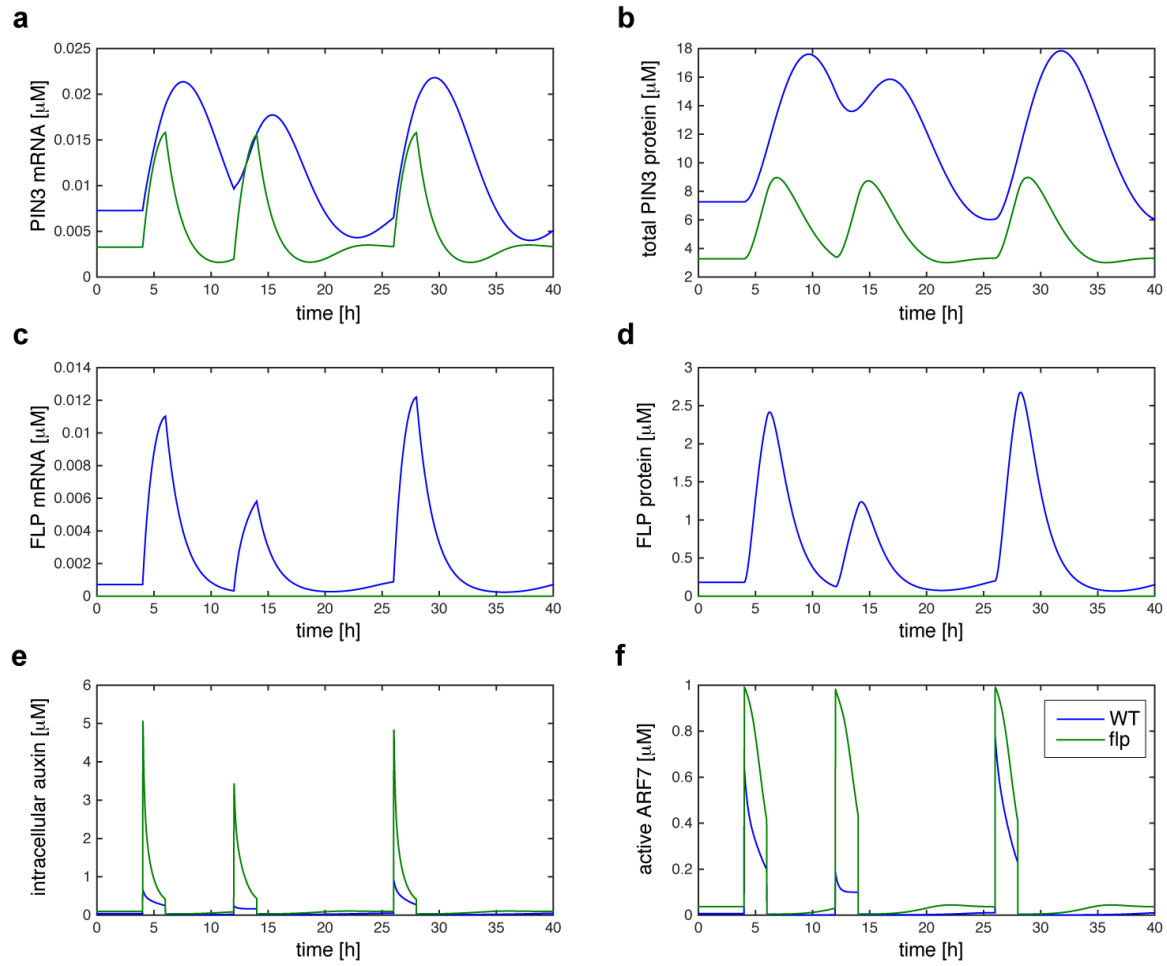 a
PIN3 mRNA [µM]
0.025
0.02
0.015
0.01
0.005
0
0 5 10 15 20 25 30 35 40
time [h]
b
total PIN3 protein [µM]
18
16
14
12
10
8
6
4
2
0 5 10 15 20 25 30 35 40
time [h]
c
FLP mRNA [µM]
0.014
0.012
0.01
0.008
0.006
0.004
0.002
0
0 5 10 15 20 25 30 35 40
time [h]
d
FLP protein [µM]
3
2.5
2
1.5
1
0.5
0
0 5 10 15 20 25 30 35 40
time [h]
e
intracellular auxin [µM]
6
5
4
3
2
1
0
0 5 10 15 20 25 30 35 40
time [h]
f
active ARF7 [µM]
1
0.8
0.6
0.4
0.2
0
0 5 10 15 20 25 30 35 40
time [h]
WT
flp